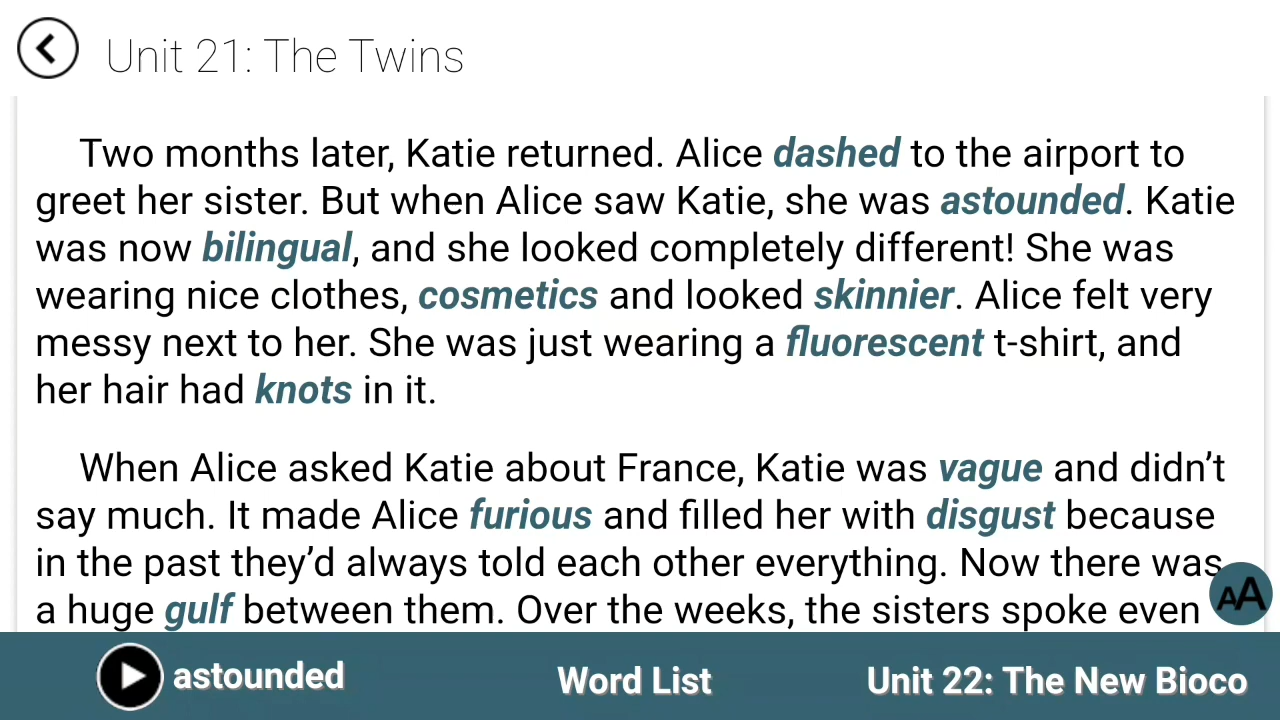 Unit 21: The Twins
Two months later, Katie returned. Alice dashed to the airport to
greet her sister. But when Alice saw Katie, she was astounded. Katie
was now bilingual, and she looked completely different! She was
wearing nice clothes, cosmetics and looked skinnier. Alice felt very
messy next to her. She was just wearing a fluorescent t-shirt, and
her hair had knots in it.
When Alice asked Katie about France, Katie was vague and didn’t
say much. It made Alice furious and filled her with disgust because
in the past they’d always told each other everything. Now there was
a huge gulf between them. Over the weeks, the sisters spoke even
AA
astounded
Word List
Unit 22: The New Bioco